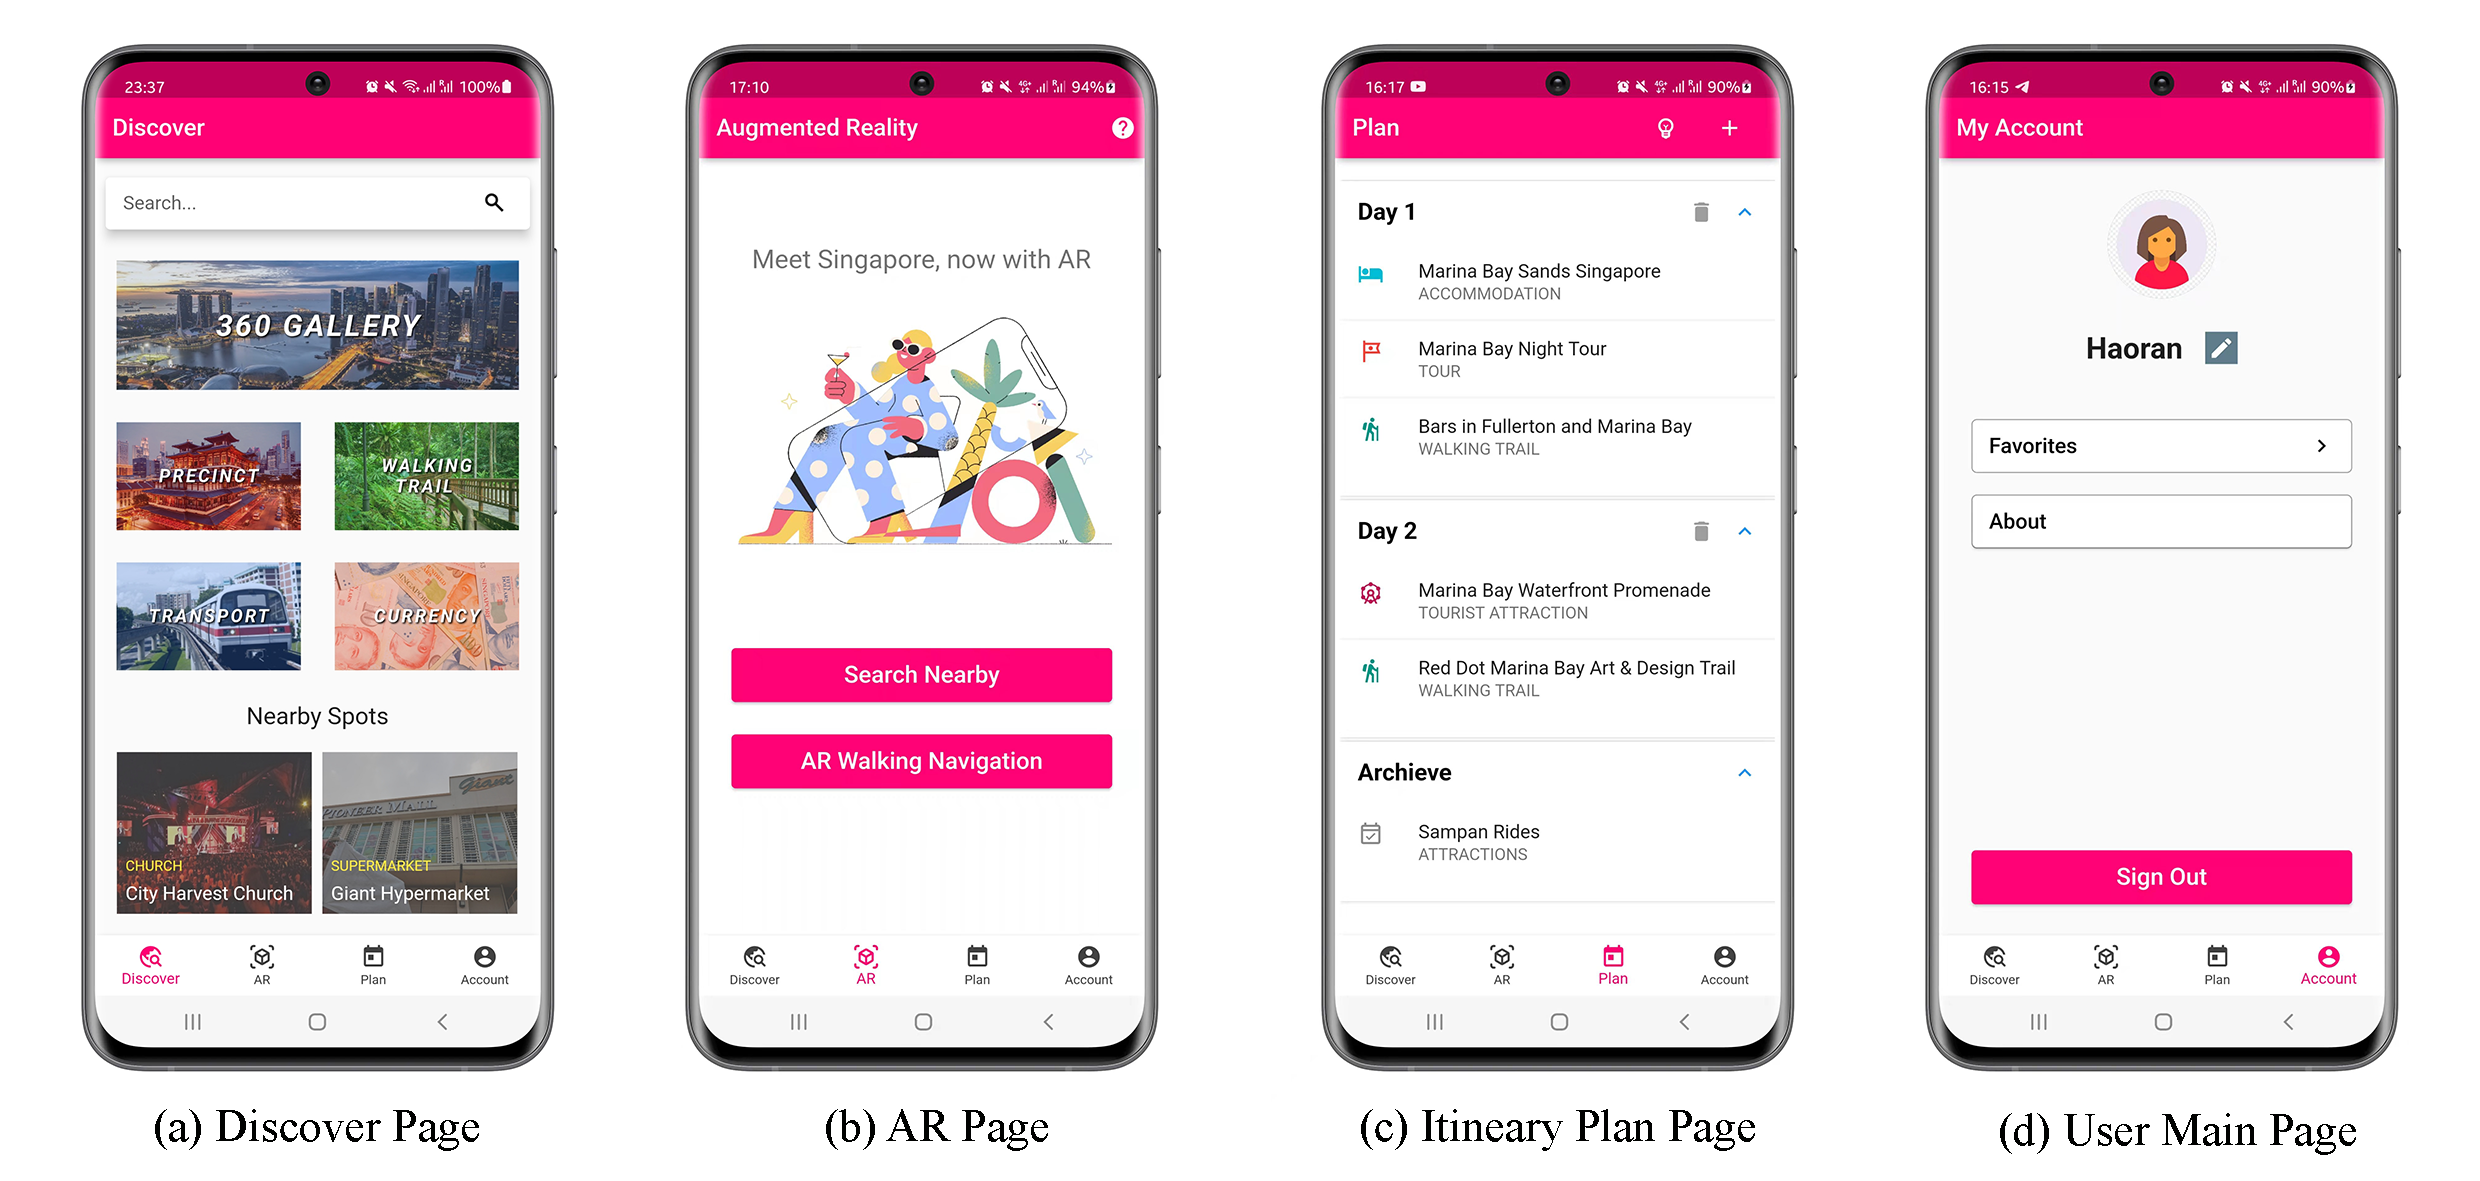 23:37
100%
Discover
Search...
360 GALLERY
PRECINCT
WALKING
TRAIL
TRANSPORT
CURRENCY
Nearby Spots
PIONEER MALL
Giant
CHURCH
City Harvest Church
SUPERMARKET
Giant Hypermarket
Discover
AR
Plan
Account
(a) Discover Page
17:10
94%
Augmented Reality
Meet Singapore, now with AR
Search Nearby
AR Walking Navigation
Discover
AR
Plan
Account
(b) AR Page
16:17
90%
Plan
Day 1
Marina Bay Sands Singapore
ACCOMMODATION
Marina Bay Night Tour
TOUR
Bars in Fullerton and Marina Bay
WALKING TRAIL
Day 2
Marina Bay Waterfront Promenade
TOURIST ATTRACTION
Red Dot Marina Bay Art & Design Trail
WALKING TRAIL
Archieve
Sampan Rides
ATTRACTIONS
Discover
AR
Plan
Account
(c) Itineary Plan Page
16:15
90%
My Account
Haoran
Favorites
About
Sign Out
Discover
AR
Plan
Account
(d) User Main Page